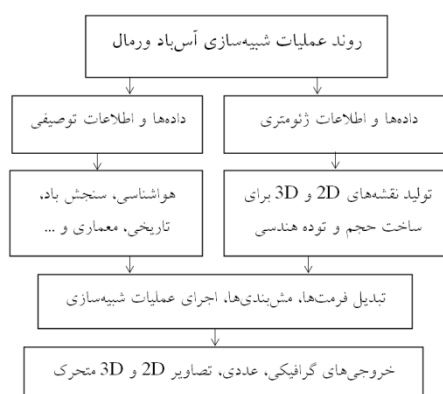 روند عملیات شبیه‌سازی آس‌باد ورمال
داده‌ها و اطلاعات ژئومتری
داده‌ها و اطلاعات توصیفی
تولید نقشه‌های 2D و 3D برای
ساخت حجم و توده هندسی
هواشناسی، سنجش باد،
تاریخی، معماری و ...
تبدیل فرمت‌ها، مش‌بندی‌ها، اجرای عملیات شبیه‌سازی
خروجی‌های گرافیکی، عددی، تصاویر 2D و 3D متحرک